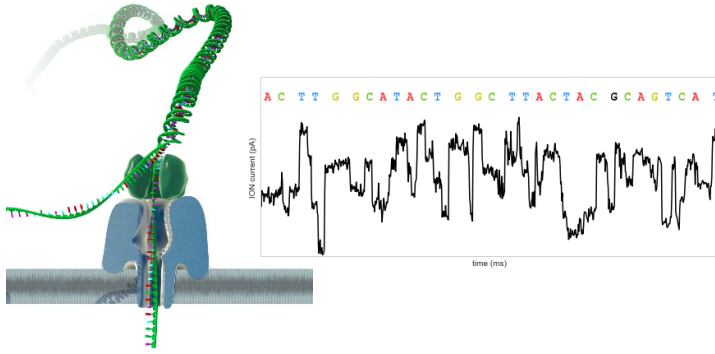 A C T T G G C A T A C T G G C T T A C T A C G C A G T C A T
ION current (pA)
time (ms)